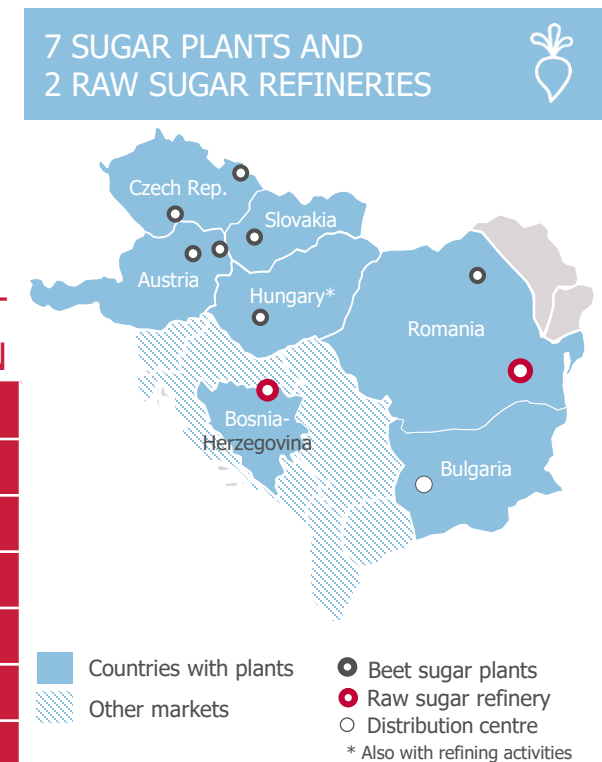 7 SUGAR PLANTS AND
2 RAW SUGAR REFINERIES
Czech Rep.
Slovakia
Austria
Hungary*
Romania
Bosnia-
Herzegovina
Bulgaria
Countries with plants
Other markets
Beet sugar plants
Raw sugar refinery
Distribution centre
* Also with refining activities